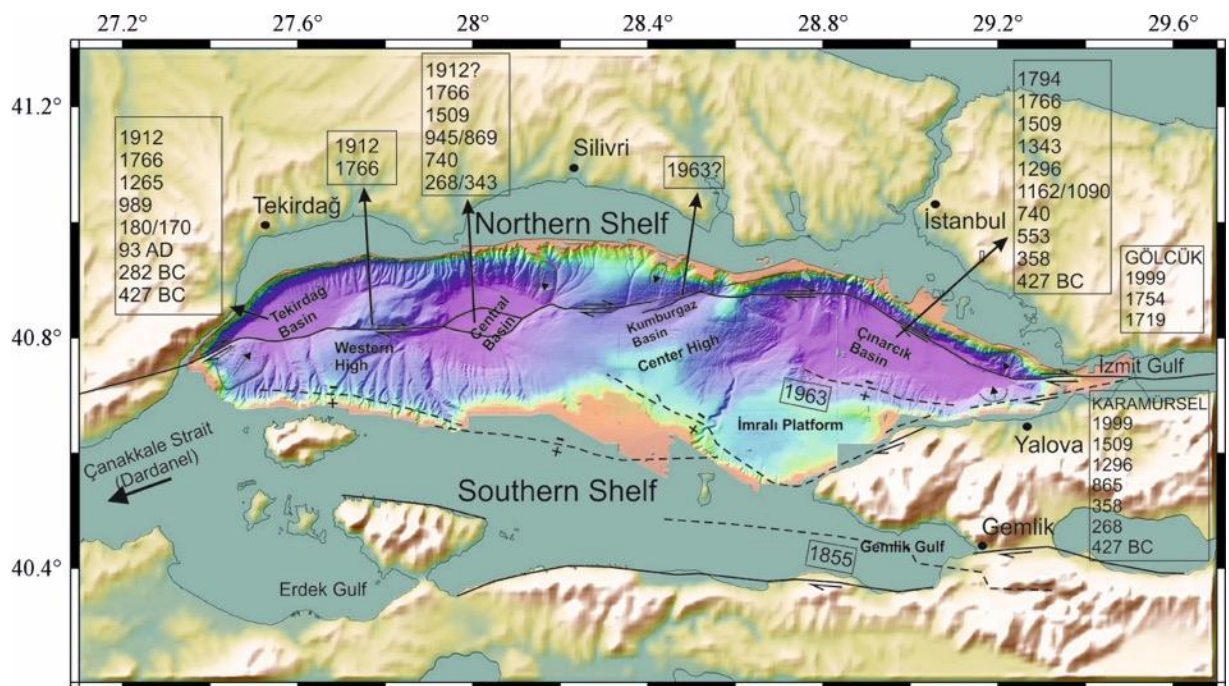 27.2°
27.6°
28.0°
28.4°
28.8°
29.2°
29.6°
41.2°
40.8°
40.4°
1912
1766
1265
989
180/170
93 AD
282 BC
427 BC
1912
1766
1912?
1766
1509
945/869
740
268/343
1963?
1794
1766
1509
1343
1296
1162/1090
740
553
358
427 BC
GÖLCÜK
1999
1754
1719
KARAMÜRSEL
1999
1509
1296
865
358
268
427 BC
Silivri
Tekirdağ
İstanbul
Northern Shelf
Tekirdag
Basin
Western
High
Central
Basin
Kumburgaz
Basin
Center High
Çınarcık
Basin
İzmit Gulf
1963
İmralı Platform
Yalova
Çanakkale Strait
(Dardanel)
Southern Shelf
Gemlik
Gemlik Gulf
1855
Erdek Gulf